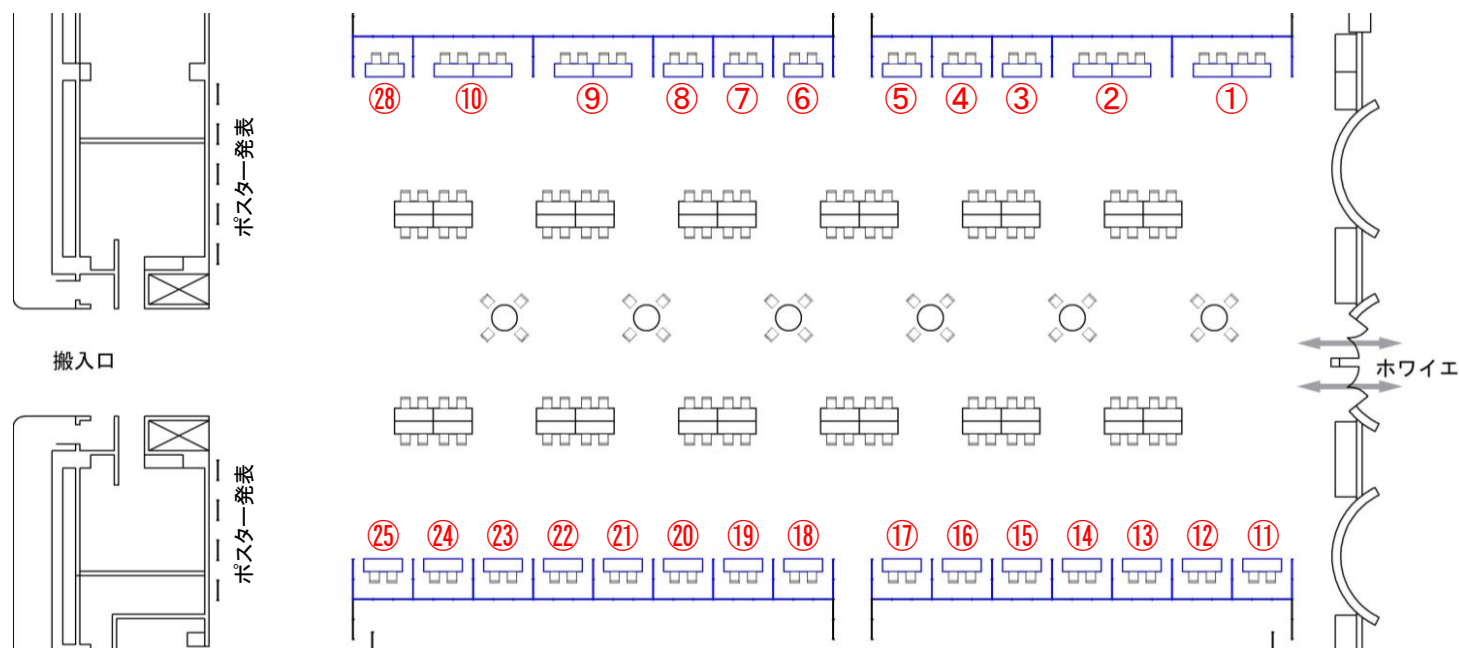 ㉘ ⑩ ⑨ ⑧ ⑦ ⑥ ⑤ ④ ③ ② ①
ポスター発表
搬入口
ホワイエ
ポスター発表
㉕ ㉔ ㉓ ㉒ ㉑ ⑳ ⑲ ⑱ ⑰ ⑯ ⑮ ⑭ ⑬ ⑫ ⑪